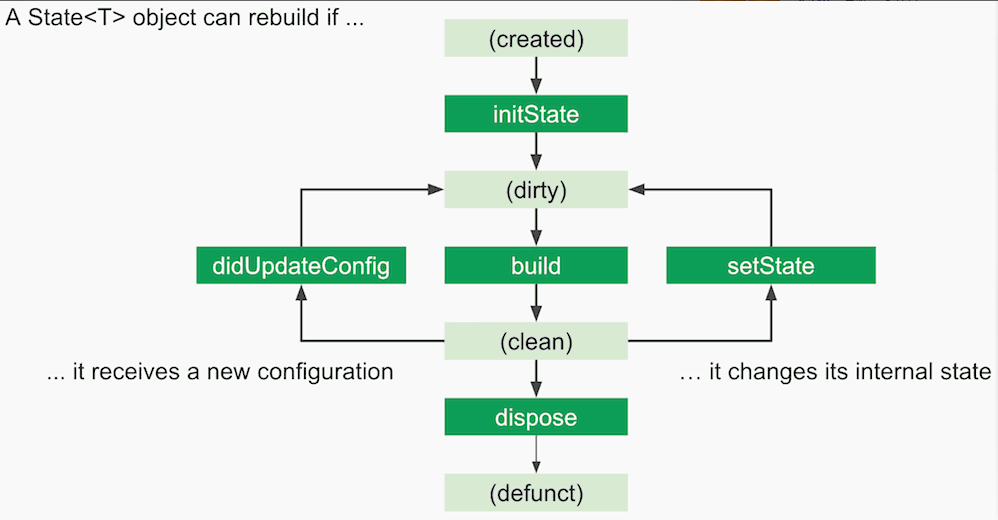 A State<T> object can rebuild if ...
(created)
initState
(dirty)
didUpdateConfig
build
setState
(clean)
... it receives a new configuration
... it changes its internal state
dispose
(defunct)